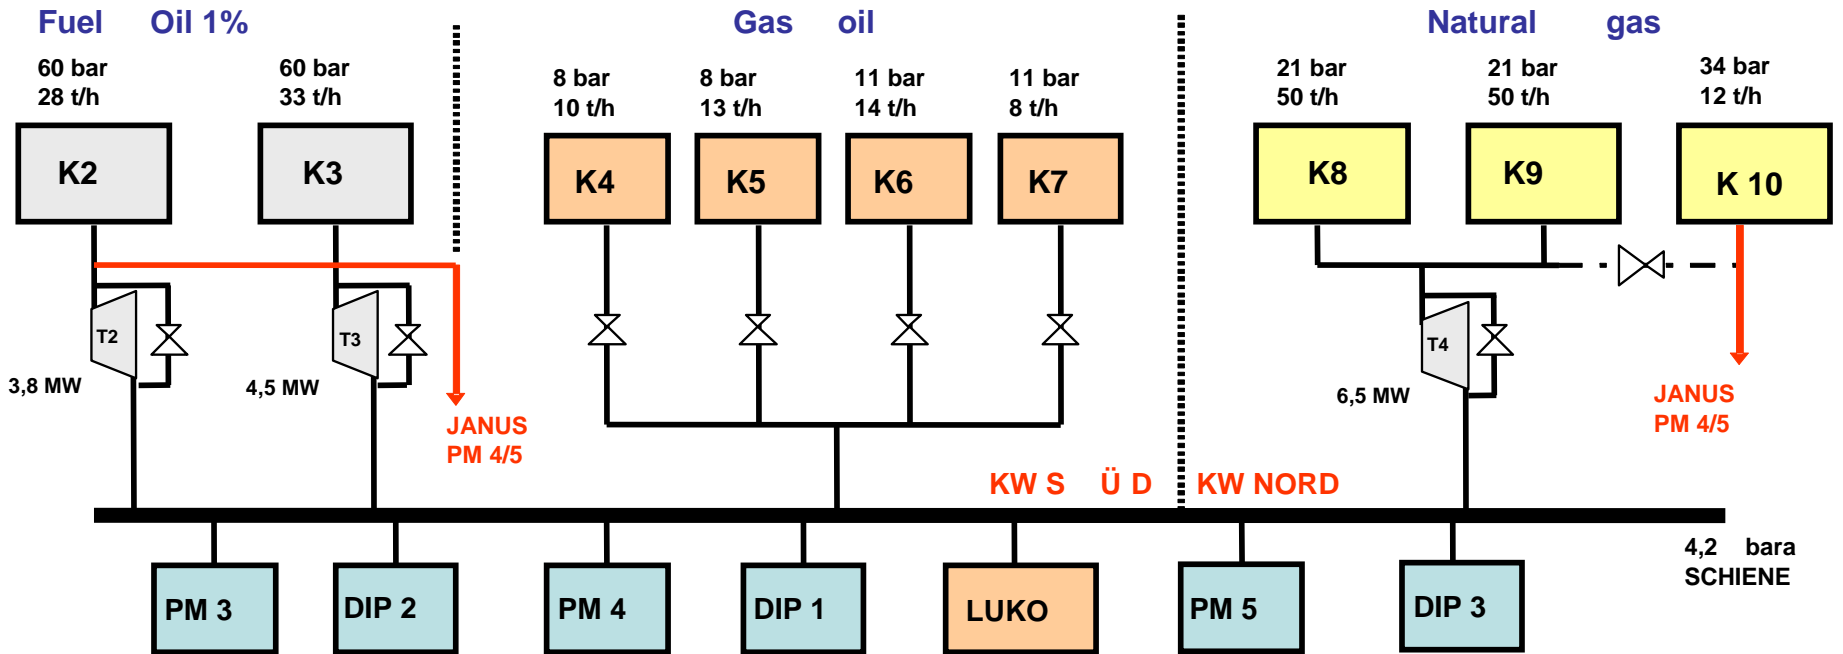 Fuel Oil 1%
Gas oil
Natural gas
60 bar
28 t/h
60 bar
33 t/h
8 bar
10 t/h
8 bar
13 t/h
11 bar
14 t/h
11 bar
8 t/h
21 bar
50 t/h
21 bar
50 t/h
34 bar
12 t/h
K2
K3
K4
K5
K6
K7
K8
K9
K 10
T2
T3
T4
3,8 MW
4,5 MW
6,5 MW
JANUS
PM 4/5
JANUS
PM 4/5
KW S Ü D
KW NORD
4,2 bara
SCHIENE
PM 3
DIP 2
PM 4
DIP 1
LUKO
PM 5
DIP 3